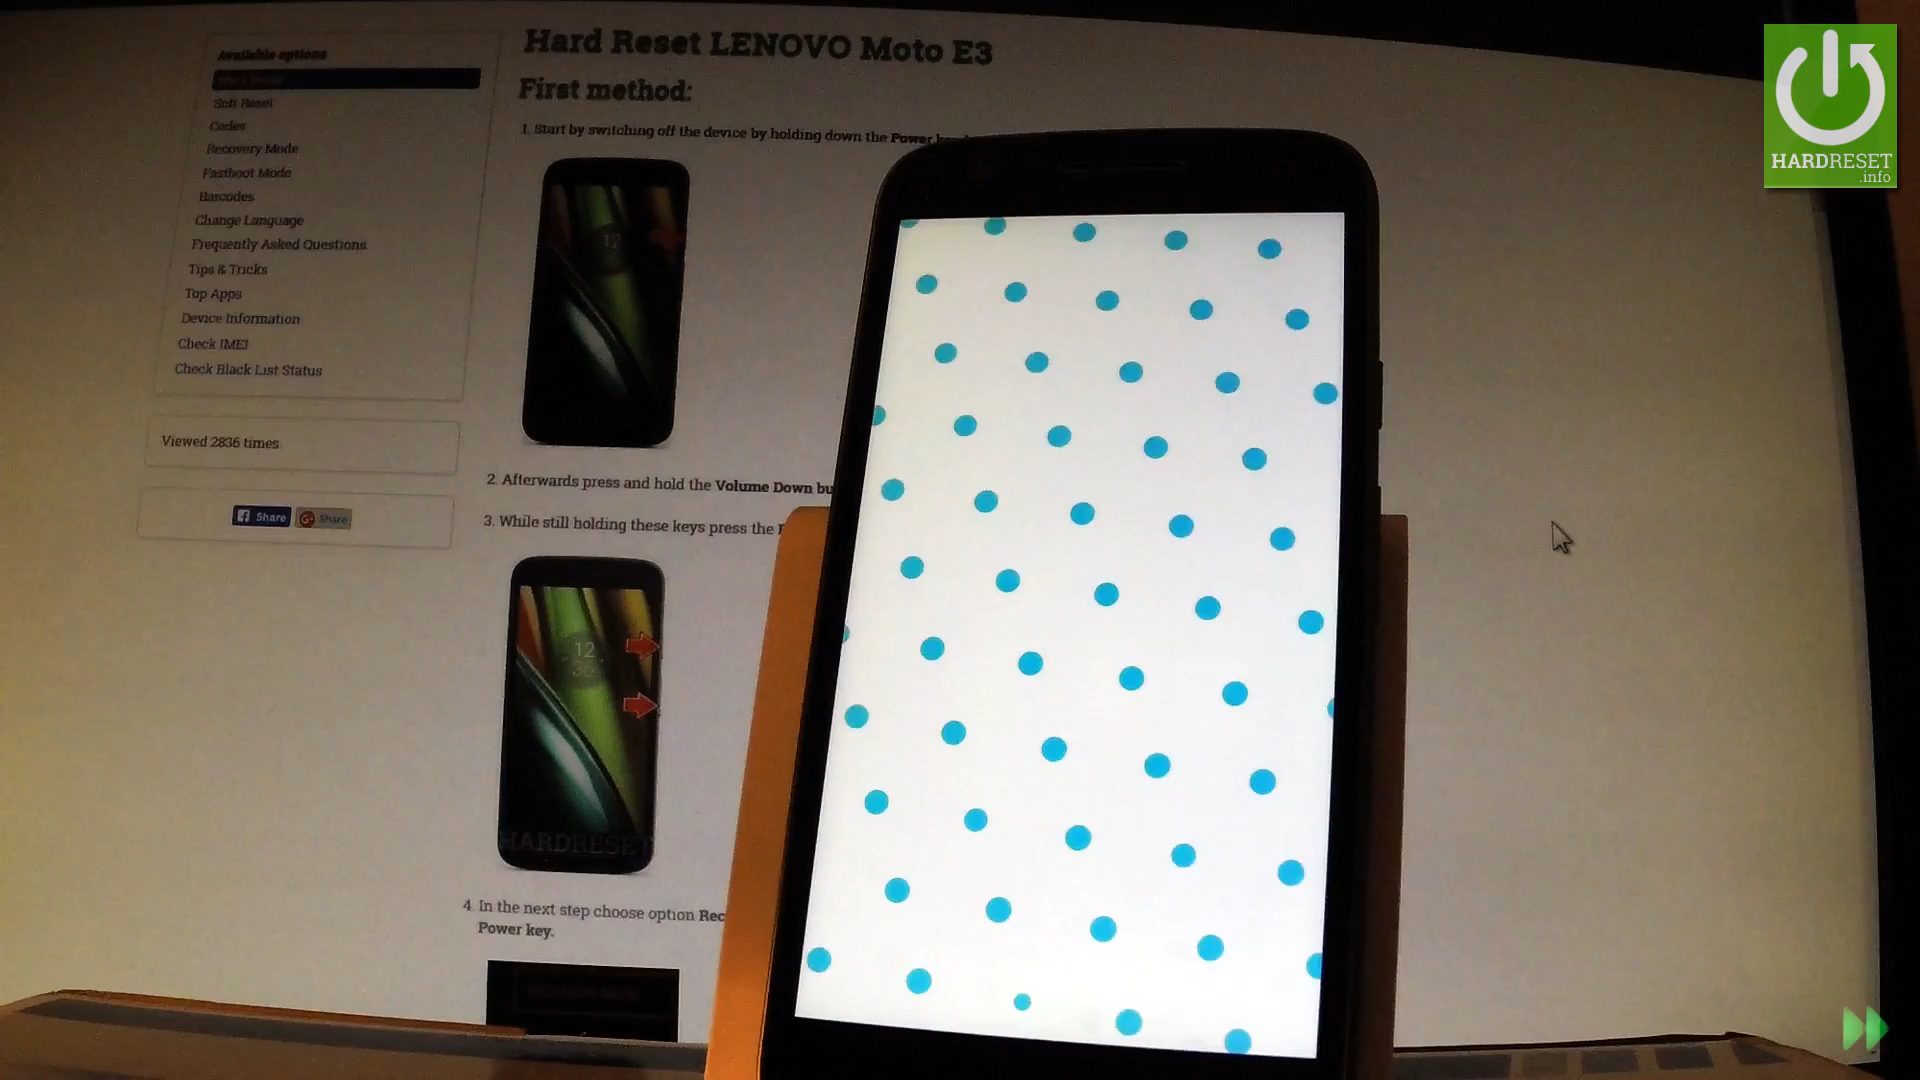 Hard Reset LENOVO Moto E3
First method:
1. Start by switching off the device by holding down the Power
12
2. Afterwards press and hold the Volume Down bu
3. While still holding these keys press the
12
HARDRESET
4. In the next step choose option Rec
Power key.
Available options
Soft Reset
Codes
Recovery Mode
Fastboot Mode
Barcodes
Change Language
Frequently Asked Questions
Tips & Tricks
Top Apps
Device Information
Check IMEI
Check Black List Status
Viewed 2836 times
Share
Share
HARDRESET
.info